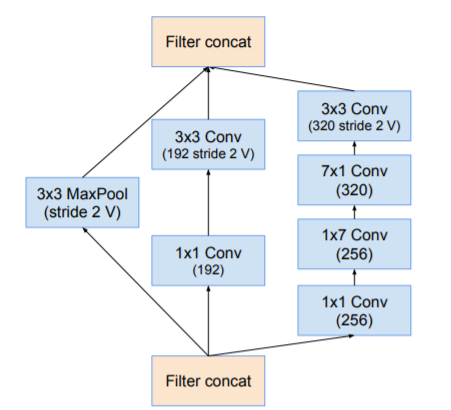 Filter concat
3x3 Conv
(320 stride 2 V)
3x3 Conv
(192 stride 2 V)
7x1 Conv
(320)
3x3 MaxPool
(stride 2 V)
1x7 Conv
(256)
1x1 Conv
(192)
1x1 Conv
(256)
Filter concat